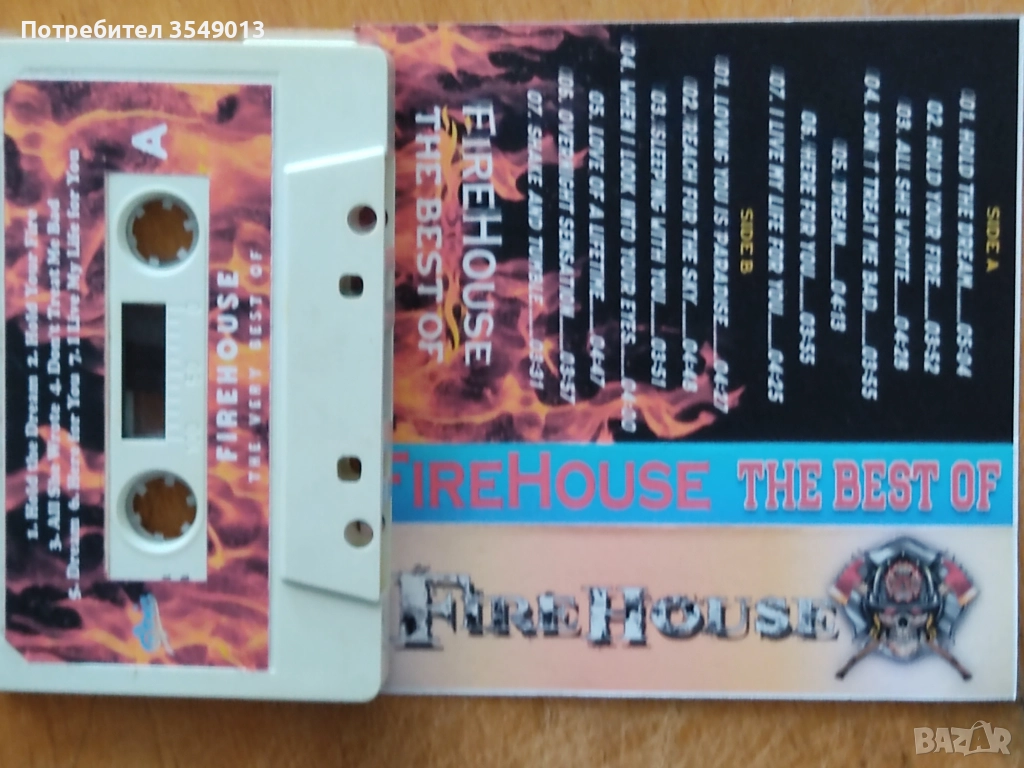 Потребител 3549013
A
FIREHOUSE
THE VERY BEST OF
1. Hold the Dream 2. Hold Your Fire
3. All She Wrote 4. Don't Treat Me Bad
5. Dream 6. Here for You 7. I Live My Life for You
SIDE A
01. HOLD THE DREAM 05:04
02. HOLD YOUR FIRE 03:32
03. ALL SHE WROTE 04:28
04. DON'T TREAT ME BAD 03:55
05. DREAM 04:13
06. HERE FOR YOU 03:55
07. I LIVE MY LIFE FOR YOU 04:25
SIDE B
01. LOVING YOU IS PARADISE 04:27
02. REACH FOR THE SKY 04:48
03. SLEEPING WITH YOU 03:51
04. WHEN I LOOK INTO YOUR EYES 04:00
05. LOVE OF A LIFETIME 04:47
06. OVERNIGHT SENSATION 03:57
07. SHAKE AND TUMBLE 03:31
FIREHOUSE
THE BEST OF
FIREHOUSE THE BEST OF
FIREHOUSE
BAZAR